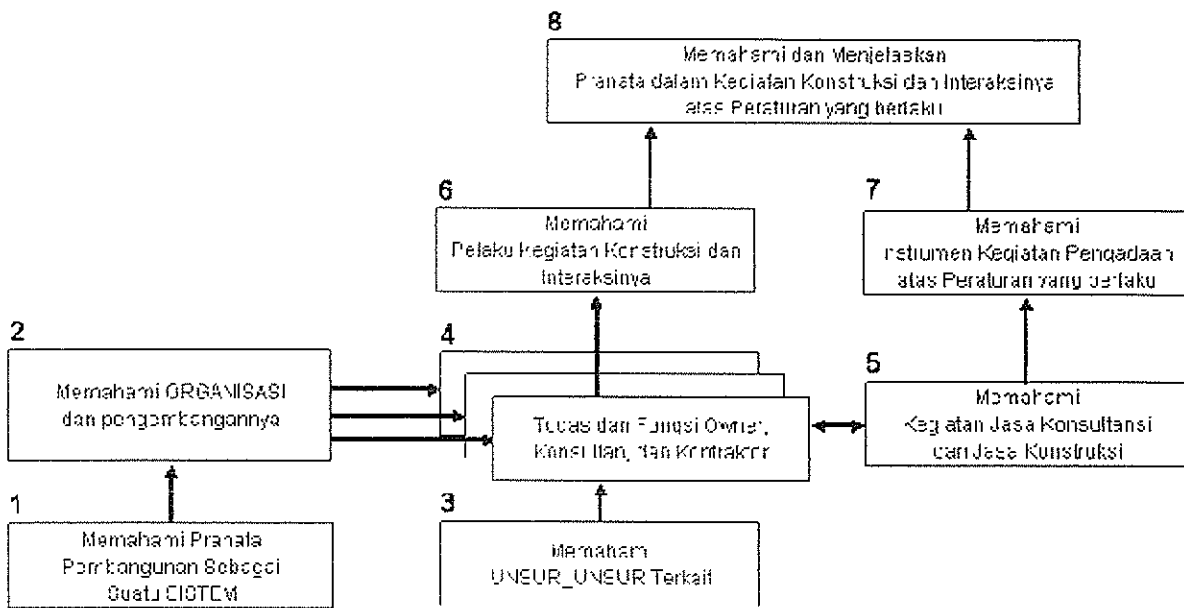 8
Memahami dan Menjelaskan
Pranata dalam Kegiatan Konstruksi dan Interaksinya
atas Peraturan yang berlaku
6
Memahami
Pelaku Kegiatan Konstruksi dan
Interaksinya
7
Memahami
Instrumen Kegiatan Pengadaan
atas Peraturan yang berlaku
2
Memahami ORGANISASI
dan pengembangannya
4
Tugas dan Fungsi Owner,
Konsultan, dan Kontraktor
5
Memahami
Kegiatan Jasa Konsultansi
dan Jasa Konstruksi
1
Memahami Pranata
Pembangunan Sebagai
Suatu SISTEM
3
Memahami
UNSUR_UNSUR Terkait